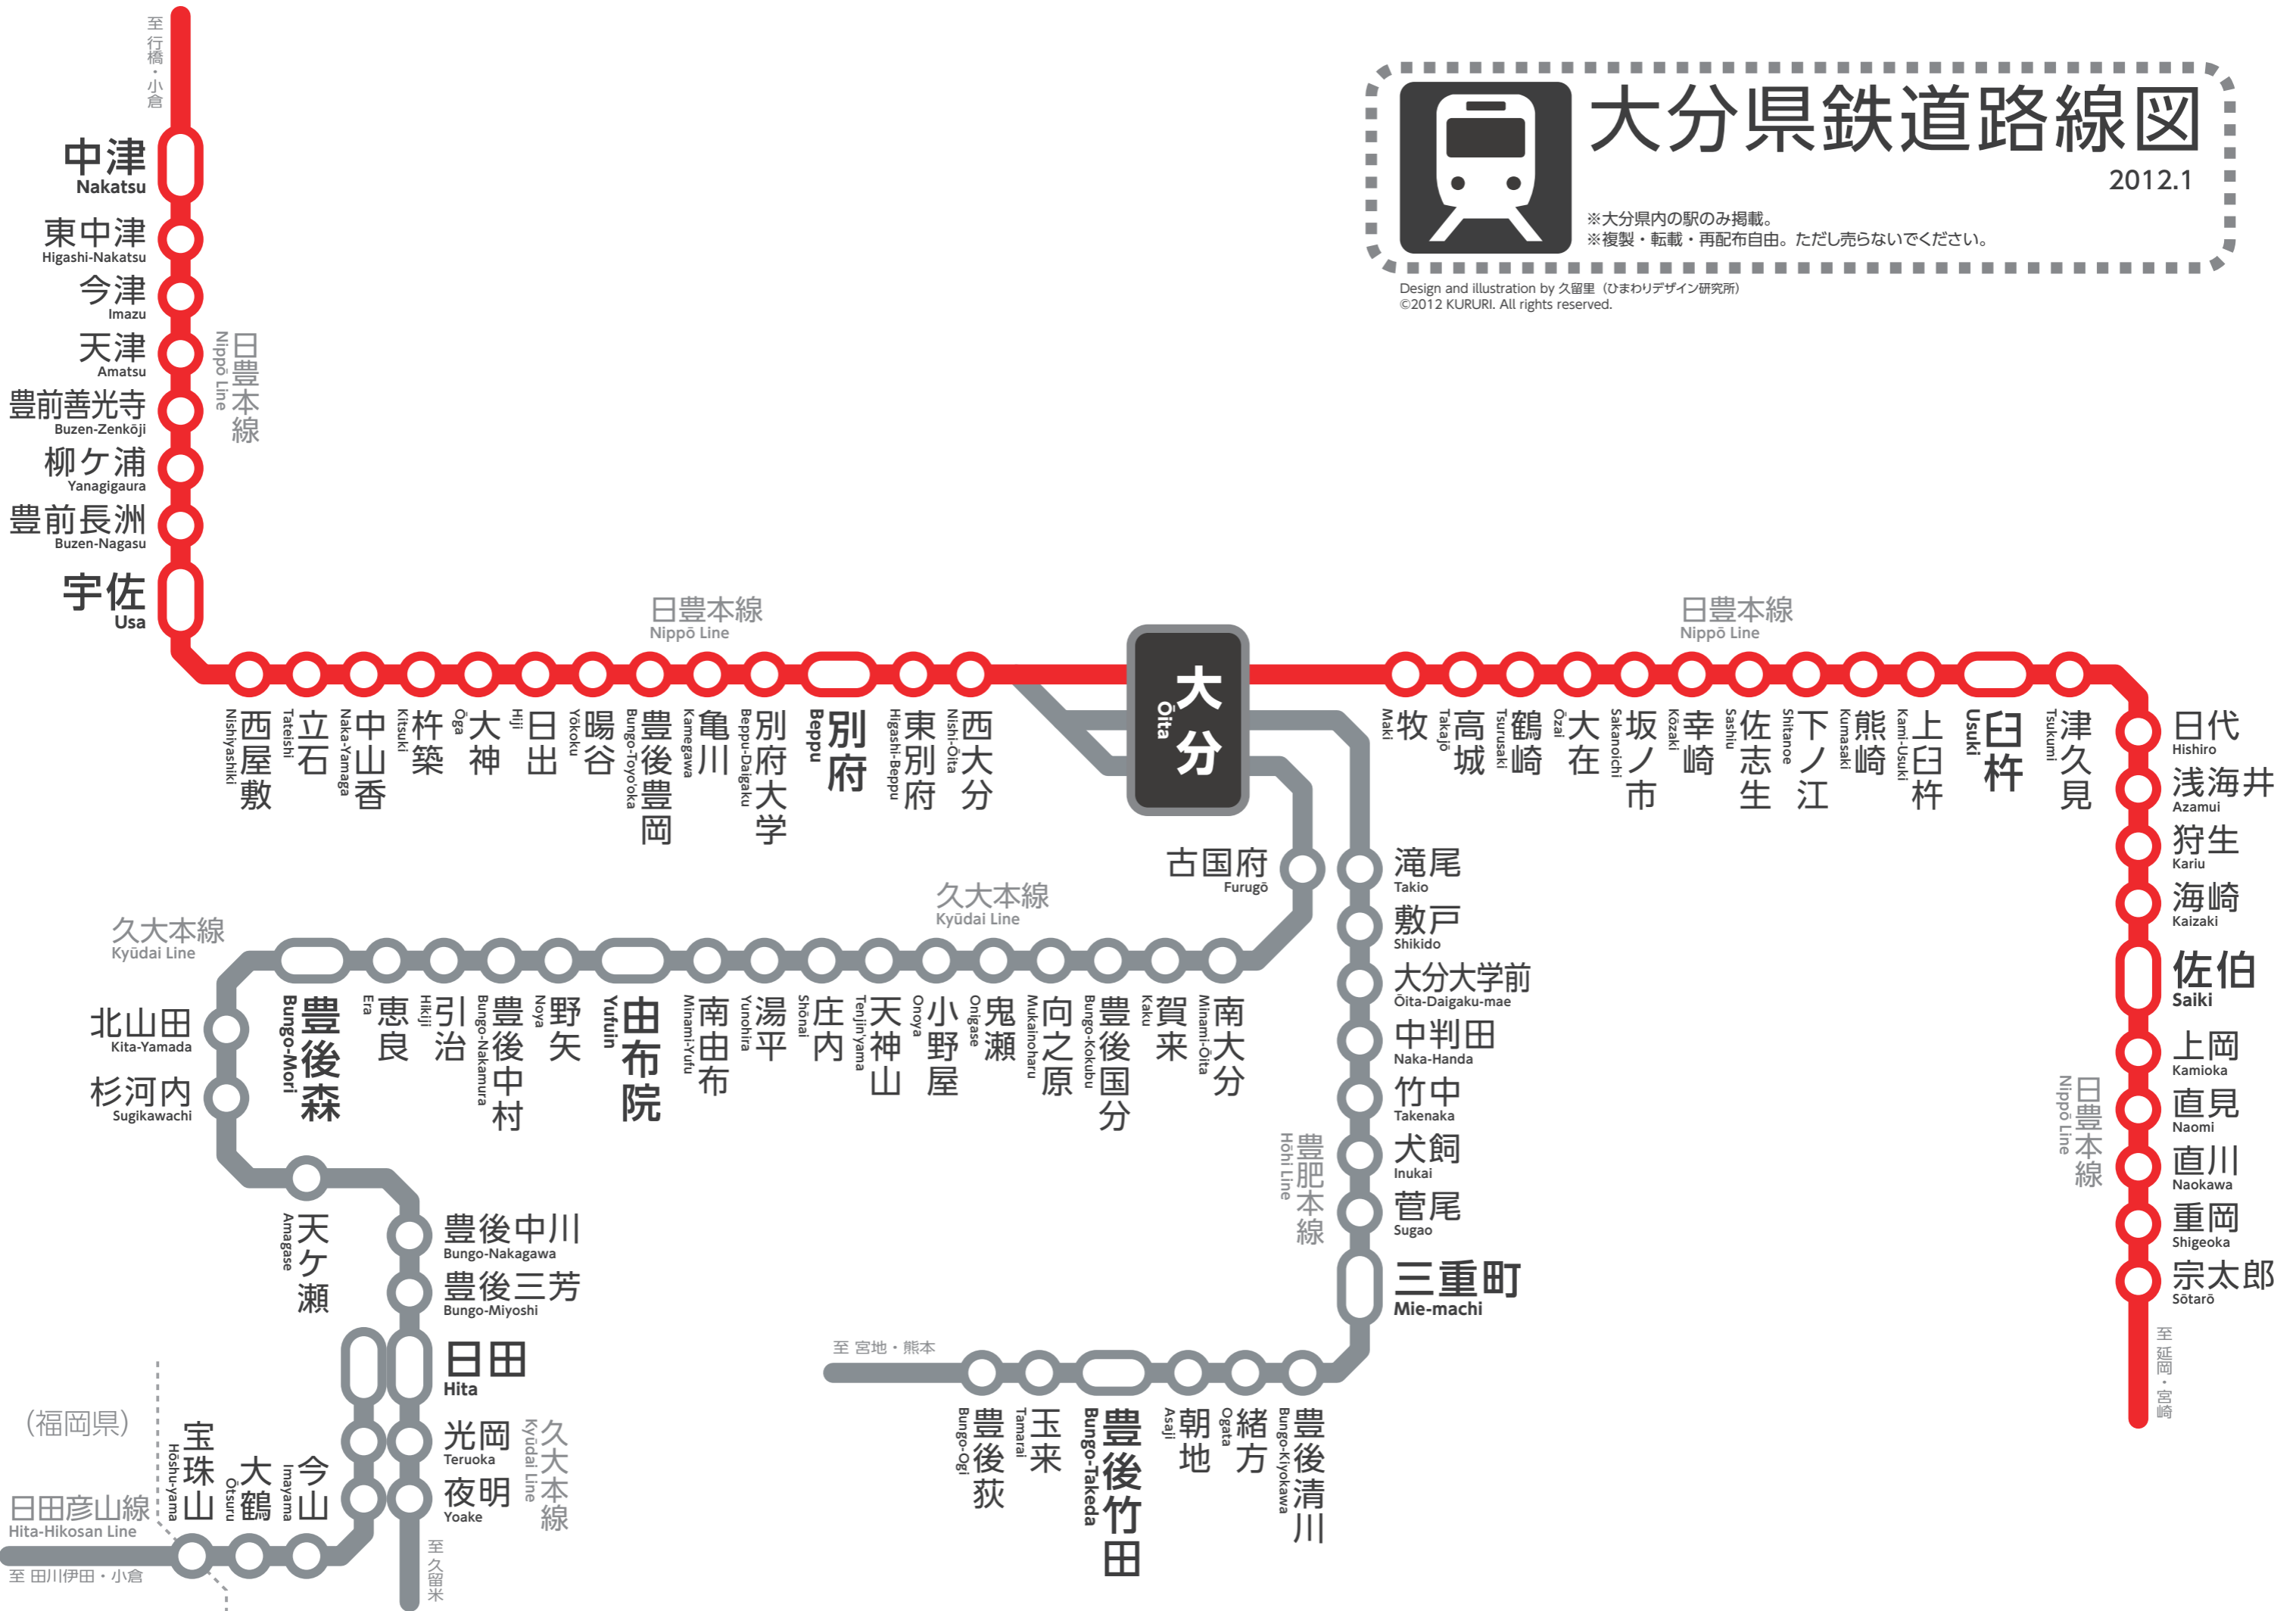 大分県鉄道路線図
2012.1
※大分県内の駅のみ掲載。
※複製・転載・再配布自由。ただし売らないでください。
Design and illustration by 久留里（ひまわりデザイン研究所）
©2012 KURURI. All rights reserved.
至 行橋・小倉
中津
Nakatsu
東中津
Higashi-Nakatsu
今津
Imazu
天津
Amatsu
豊前善光寺
Buzen-Zenkōji
柳ケ浦
Yanagigaura
豊前長洲
Buzen-Nagasu
宇佐
Usa
日豊本線
Nippō Line
日豊本線
Nippō Line
西屋敷
Nishiyashiki
立石
Tateishi
中山香
Naka-Yamaga
杵築
Kitsuki
大神
Ōga
日出
Hiji
暘谷
Yōkoku
豊後豊岡
Bungo-Toyo'oka
亀川
Kamegawa
別府大学
Beppu-Daigaku
別府
Beppu
東別府
Higashi-Beppu
西大分
Nishi-Ōita
大分
Ōita
日豊本線
Nippō Line
牧
Maki
高城
Takajō
鶴崎
Tsurusaki
大在
Ōzai
坂ノ市
Sakanoichi
幸崎
Kōzaki
佐志生
Sashiu
下ノ江
Shitanoe
熊崎
Kumasaki
上臼杵
Kami-Usuki
臼杵
Usuki
津久見
Tsukumi
日代
Hishiro
浅海井
Azamui
狩生
Kariu
海崎
Kaizaki
佐伯
Saiki
上岡
Kamioka
直見
Naomi
直川
Naokawa
重岡
Shigeoka
宗太郎
Sōtarō
日豊本線
Nippō Line
至 延岡・宮崎
古国府
Furugō
久大本線
Kyūdai Line
南大分
Minami-Ōita
賀来
Kaku
豊後国分
Bungo-Kokubu
向之原
Mukainoharu
鬼瀬
Onigase
小野屋
Onoya
天神山
Tenjin'yama
庄内
Shōnai
湯平
Yunohira
南由布
Minami-Yufu
由布院
Yufuin
野矢
Noya
豊後中村
Bungo-Nakamura
引治
Hikiji
恵良
Era
豊後森
Bungo-Mori
久大本線
Kyūdai Line
北山田
Kita-Yamada
杉河内
Sugikawachi
天ケ瀬
Amagase
豊後中川
Bungo-Nakagawa
豊後三芳
Bungo-Miyoshi
日田
Hita
光岡
Teruoka
夜明
Yoake
久大本線
Kyūdai Line
至 久留米
今山
Imayama
大鶴
Ōtsuru
宝珠山
Hōshu-yama
（福岡県）
日田彦山線
Hita-Hikosan Line
至 田川伊田・小倉
滝尾
Takio
敷戸
Shikido
大分大学前
Ōita-Daigaku-mae
中判田
Naka-Handa
竹中
Takenaka
犬飼
Inukai
菅尾
Sugao
三重町
Mie-machi
豊肥本線
Hōhi Line
豊後清川
Bungo-Kiyokawa
緒方
Ogata
朝地
Asaji
豊後竹田
Bungo-Takeda
玉来
Tamarai
豊後荻
Bungo-Ogi
至 宮地・熊本